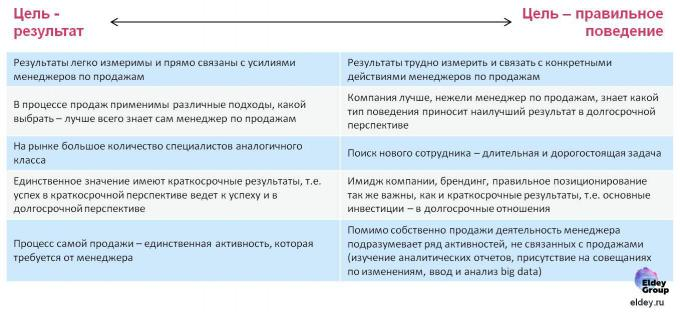 Цель -
результат
Цель – правильное
поведение
Результаты легко измеримы и прямо связаны с усилиями
менеджеров по продажам
Результаты трудно измерить и связать с конкретными
действиями менеджеров по продажам
В процессе продаж применимы различные подходы, какой
выбрать – лучше всего знает сам менеджер по продажам
Компания лучше, нежели менеджер по продажам, знает какой
тип поведения приносит наилучший результат в долгосрочной
перспективе
На рынке большое количество специалистов аналогичного
класса
Поиск нового сотрудника – длительная и дорогостоящая задача
Единственное значение имеют краткосрочные результаты, т.е.
успех в краткосрочной перспективе ведет к успеху и в
долгосрочной перспективе
Имидж компании, брендинг, правильное позиционирование
так же важны, как и краткосрочные результаты, т.е. основные
инвестиции – в долгосрочные отношения
Процесс самой продажи – единственная активность, которая
требуется от менеджера
Помимо собственно продажи деятельность менеджера
подразумевает ряд активностей, не связанных с продажами
(изучение аналитических отчетов, присутствие на совещаниях
по изменениям, ввод и анализ big data)
Eldey
Group
eldey.ru